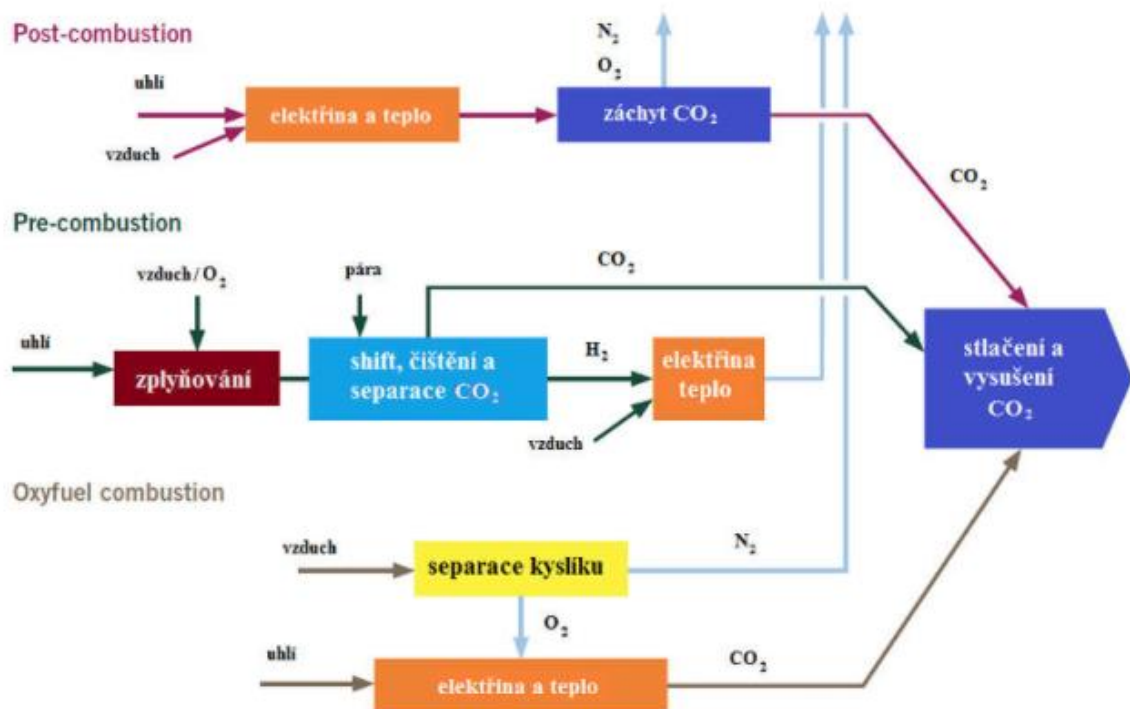 Post-combustion
N₂
O₂
uhlí
elektřina a teplo
záchyt CO₂
vzduch
CO₂
Pre-combustion
vzduch/O₂
pára
CO₂
uhlí
zplyňování
shift, čištění a
separace CO₂
H₂
elektřina
teplo
vzduch
stlačení a
vysušení
CO₂
Oxyfuel combustion
vzduch
separace kyslíku
N₂
O₂
uhlí
elektřina a teplo
CO₂